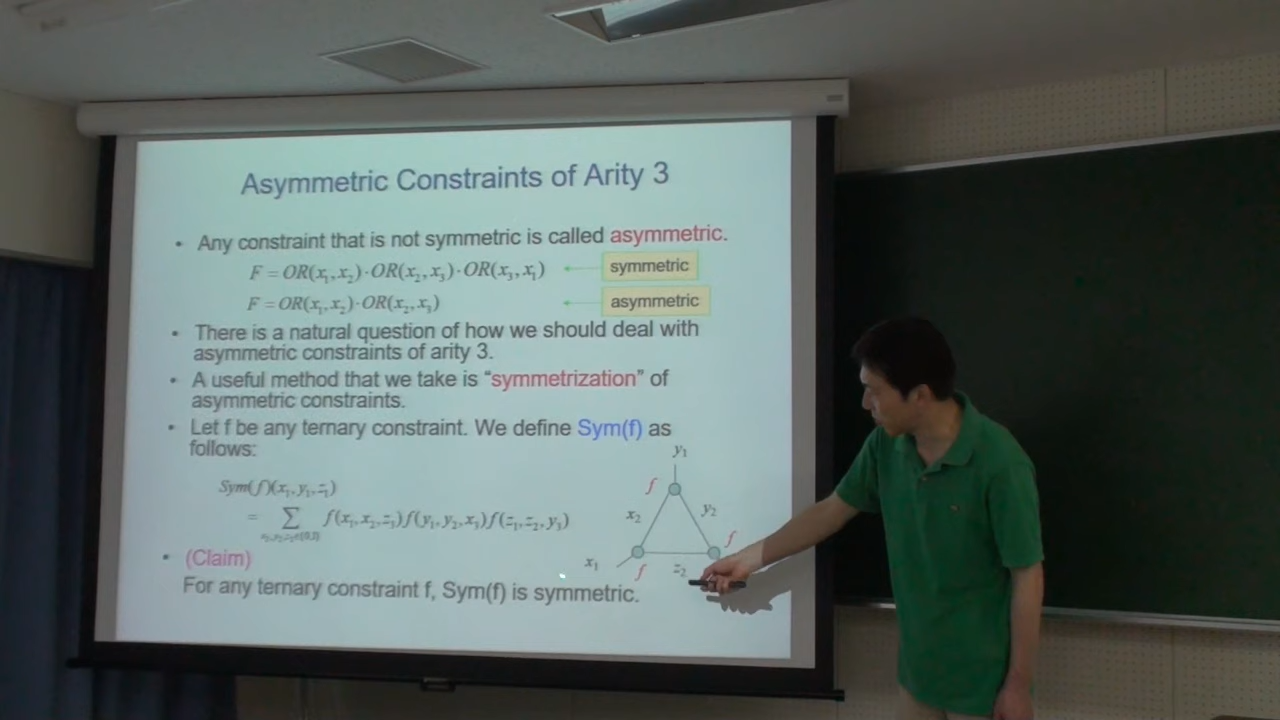 Asymmetric Constraints of Arity 3
• Any constraint that is not symmetric is called asymmetric.
F = OR(x₁,x₂)·OR(x₂,x₃)·OR(x₃,x₁) symmetric
F = OR(x₁,x₂)·OR(x₂,x₃) asymmetric
• There is a natural question of how we should deal with
asymmetric constraints of arity 3.
• A useful method that we take is “symmetrization” of
asymmetric constraints.
• Let f be any ternary constraint. We define Sym(f) as
follows:
Sym(f)(x₁,y₁,z₁)
= ∑ f(x₁,x₂,z₃)f(y₁,y₂,x₃)f(z₁,z₂,y₃)
y₁
f
x₂ y₂
f
x₁ f z₂
• (Claim)
For any ternary constraint f, Sym(f) is symmetric.